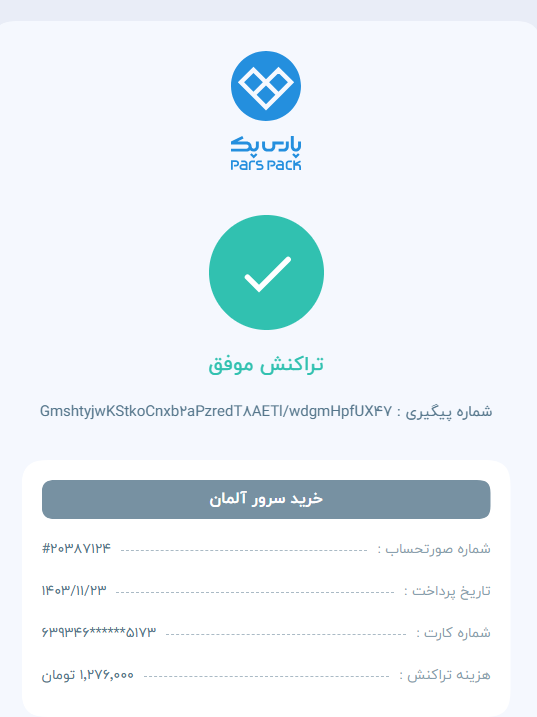 پارس پک
Pars Pack
تراکنش موفق
شماره پیگیری : GmshtyjwKStkoCnxb۲aPzredT۸AETl/wdgmHpfUX۴۷
خرید سرور آلمان
شماره صورتحساب : #۲۰۳۸۷۱۲۴
تاریخ پرداخت : ۱۴۰۳/۱۱/۲۳
شماره کارت : ۶۳۹۳۴۶******۵۱۷۳
هزینه تراکنش : ۱,۲۷۶,۰۰۰ تومان